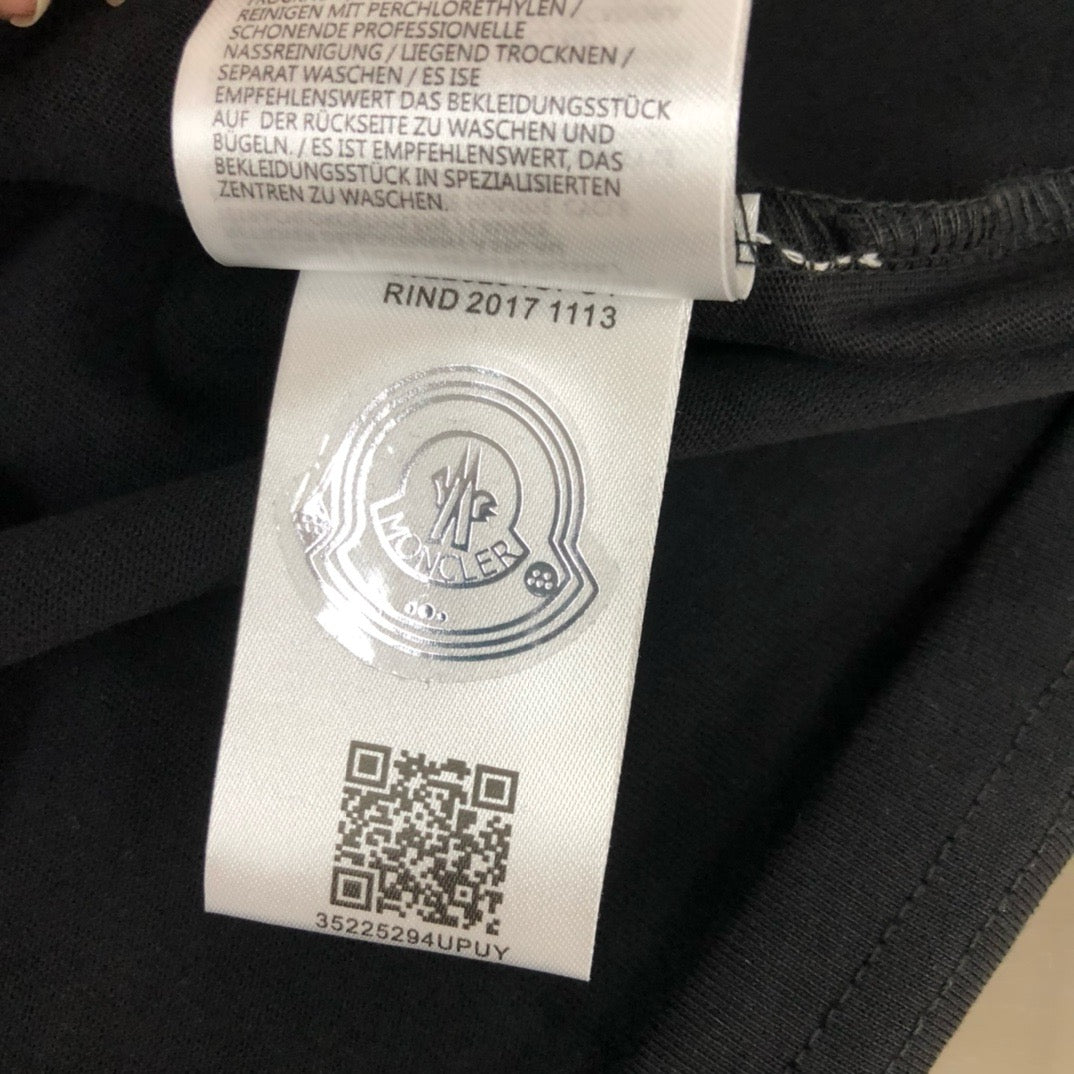 REINIGEN MIT PERCHLORETHYLEN /
SCHONENDE PROFESSIONELLE
NASSREINIGUNG / LIEGEND TROCKNEN /
SEPARAT WASCHEN / ES ISE
EMPFEHLENSWERT DAS BEKLEIDUNGSSTÜCK
AUF DER RÜCKSEITE ZU WASCHEN UND
BÜGELN. / ES IST EMPFEHLENSWERT, DAS
BEKLEIDUNGSSTÜCK IN SPEZIALISIERTEN
ZENTREN ZU WASCHEN.
RIND 2017 1113
MONCLER
35225294UPUY